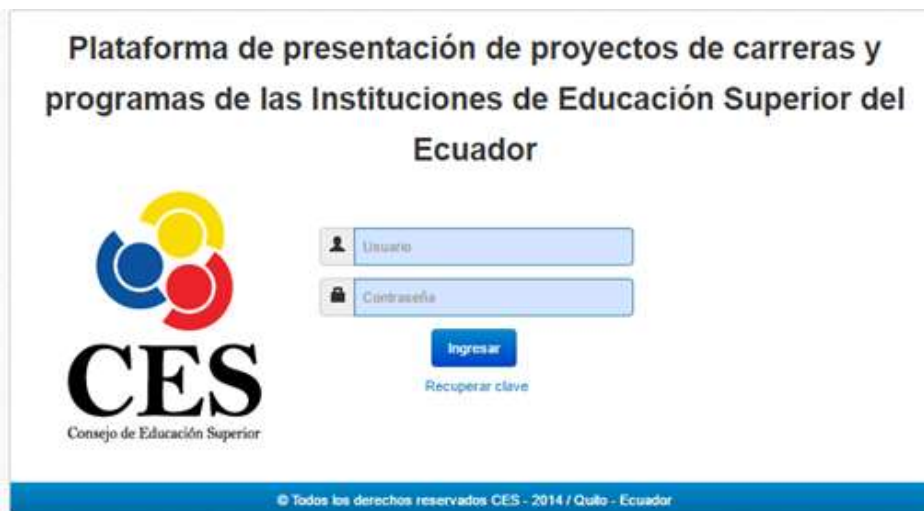 Plataforma de presentación de proyectos de carreras y
programas de las Instituciones de Educación Superior del
Ecuador
Usuario
Contraseña
Ingresar
Recuperar clave
CES
Consejo de Educación Superior
© Todos los derechos reservados CES - 2014 / Quito - Ecuador